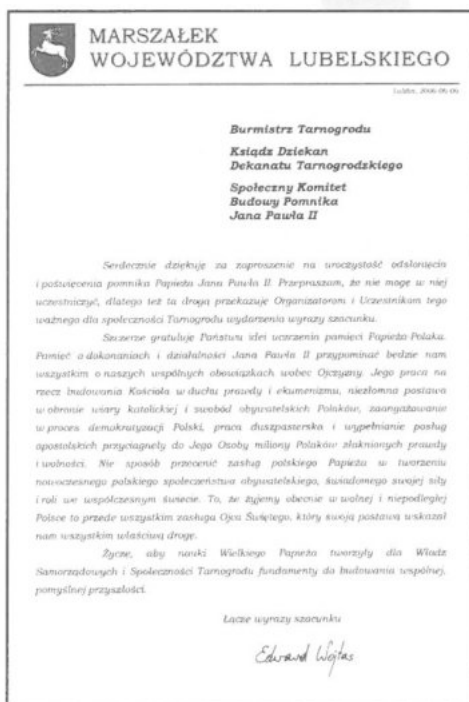 MARSZAŁEK
WOJEWÓDZTWA LUBELSKIEGO
Lublin, 2006-06-06
Burmistrz Tarnogrodu
Ksiądz Dziekan
Dekanatu Tarnogrodzkiego
Społeczny Komitet
Budowy Pomnika
Jana Pawła II
Serdecznie dziękuję za zaproszenie na uroczystość odsłonięcia
i poświęcenia pomnika Papieża Jana Pawła II. Przepraszam, że nie mogę w niej
uczestniczyć, dlatego też tą drogą przekazuję Organizatorom i Uczestnikom tego
ważnego dla społeczności Tarnogrodu wydarzenia wyrazy szacunku.
Szczerze gratuluję Państwu idei uczczenia pamięci Papieża-Polaka.
Pamięć o dokonaniach i działalności Jana Pawła II przypominać będzie nam
wszystkim o naszych wspólnych obowiązkach wobec Ojczyzny. Jego praca na
rzecz budowania Kościoła w duchu prawdy i ekumenizmu, niezłomna postawa
w obronie wiary katolickiej i swobód obywatelskich Polaków, zaangażowanie
w proces demokratyzacji Polski, praca duszpasterska i wypełnianie posług
apostolskich przyciągnęły do Jego Osoby miliony Polaków złaknionych prawdy
i wolności. Nie sposób przecenić zasług polskiego Papieża w tworzeniu
nowoczesnego polskiego społeczeństwa obywatelskiego, świadomego swojej siły
i roli we współczesnym świecie. To, że żyjemy obecnie w wolnej i niepodległej
Polsce to przede wszystkim zasługa Ojca Świętego, który swoją postawą wskazał
nam wszystkim właściwą drogę.
Życzę, aby nauki Wielkiego Papieża tworzyły dla Władz
Samorządowych i Społeczności Tarnogrodu fundamenty do budowania wspólnej,
pomyślnej przyszłości.
Łączę wyrazy szacunku
Edward Wojtas